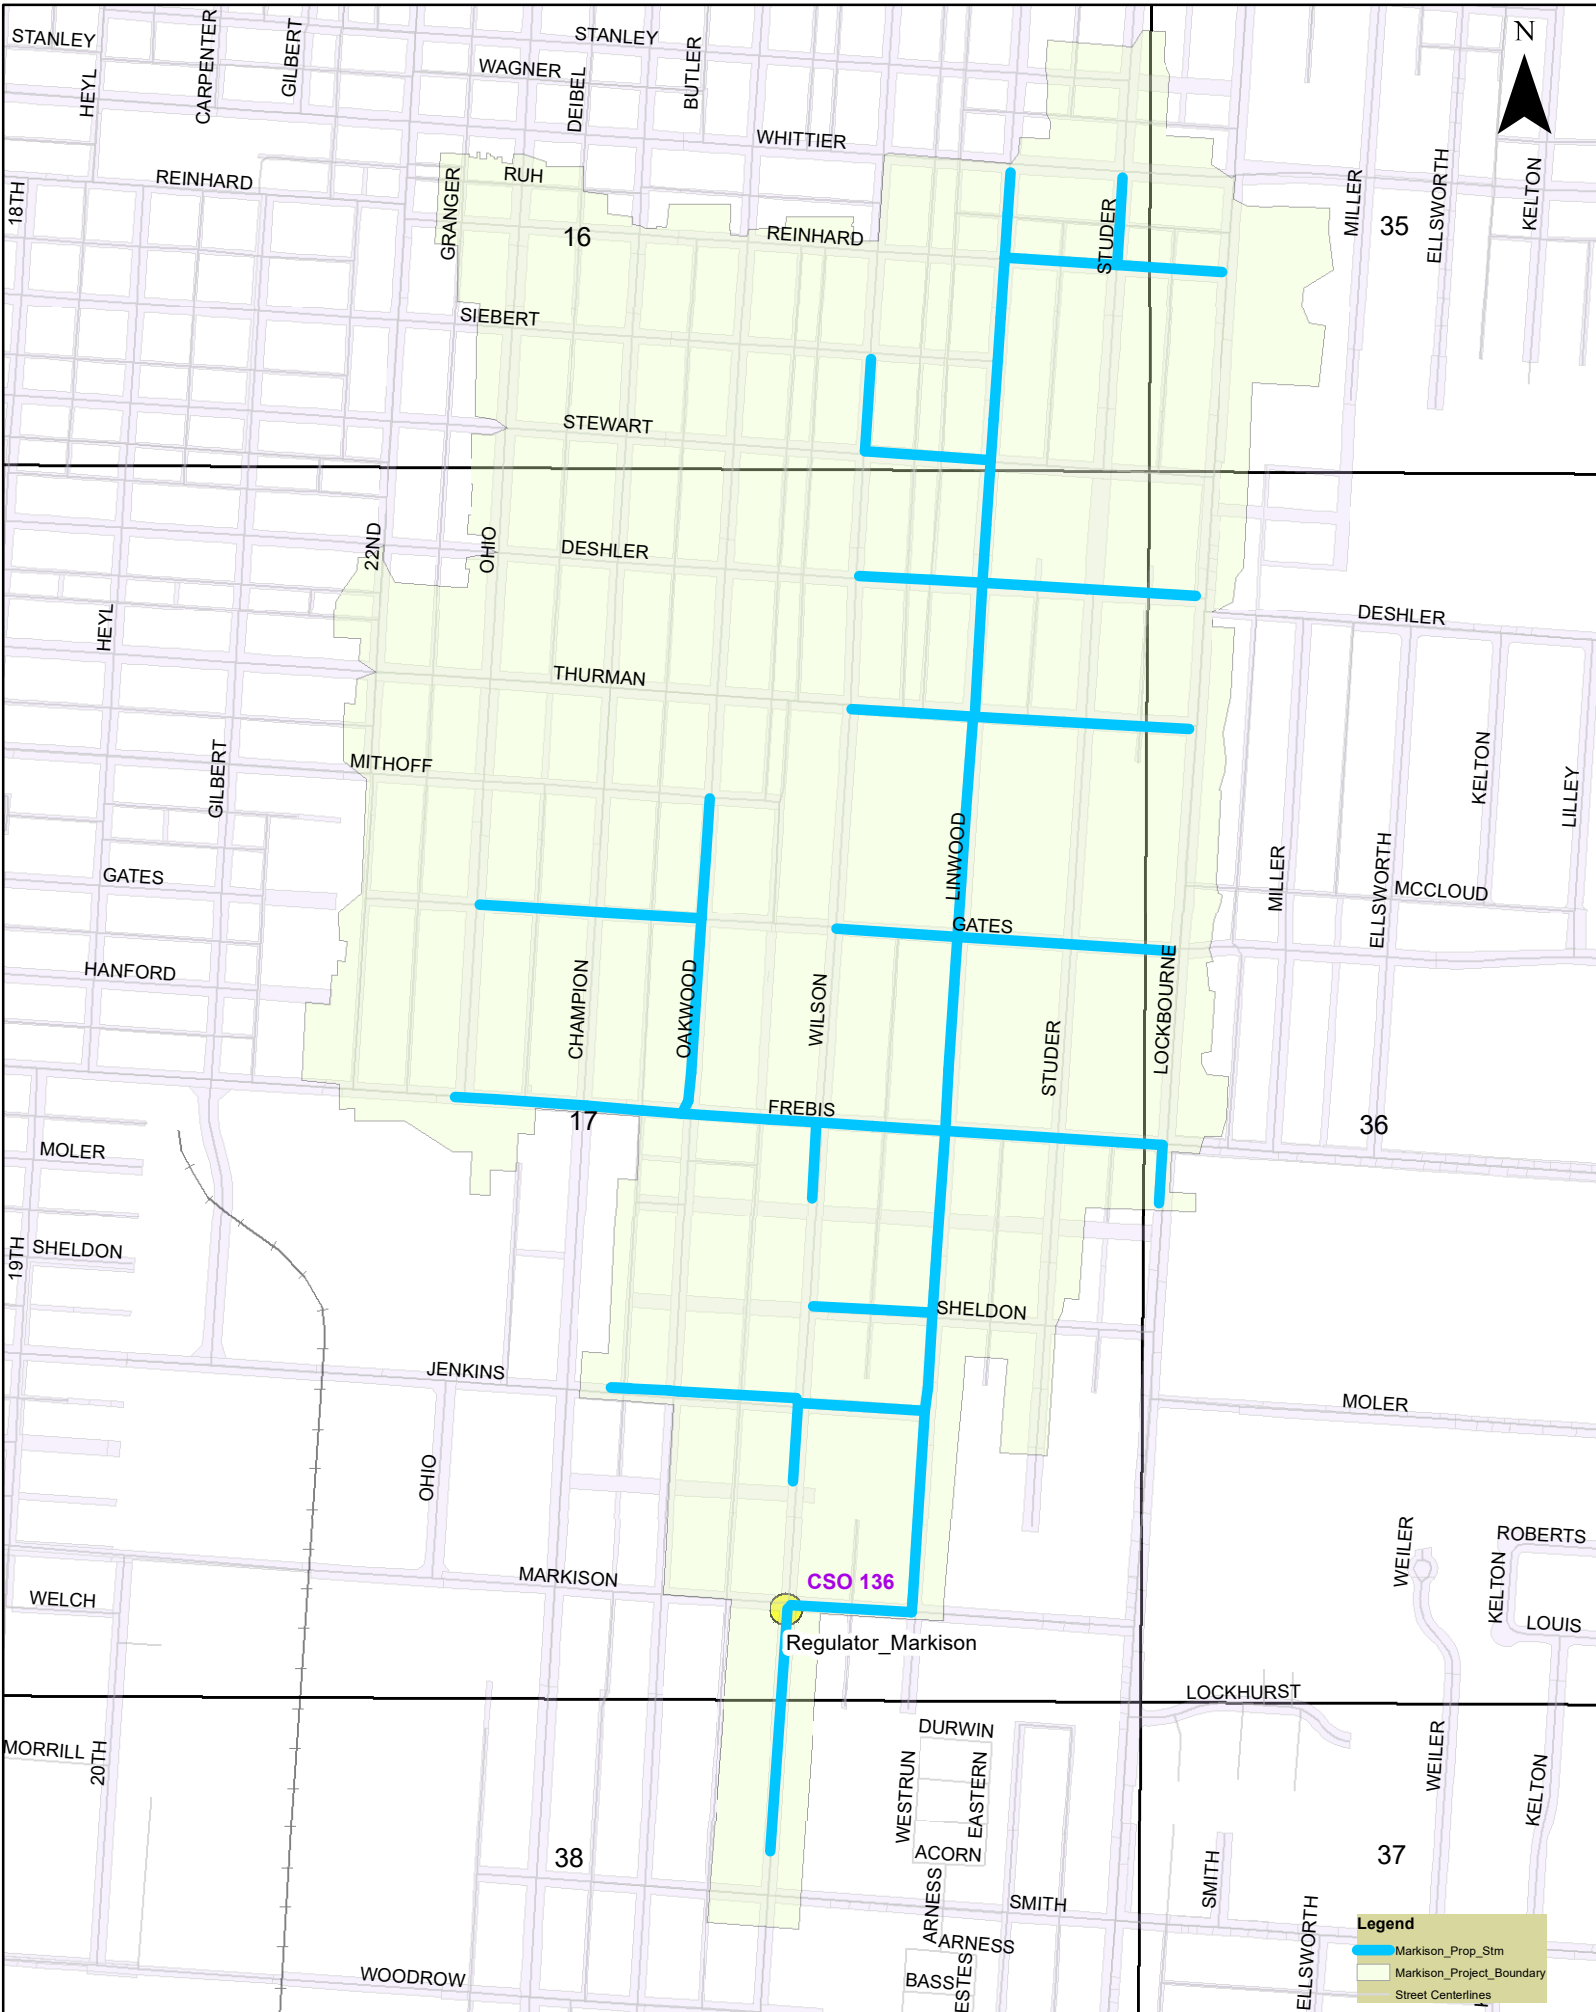 STANLEY
STANLEY
N
HEYL
CARPENTER
GILBERT
WAGNER
DEIBEL
BUTLER
WHITTIER
18TH
REINHARD
GRANGER
RUH
16
REINHARD
STUDER
MILLER
35
ELLSWORTH
KELTON
SIEBERT
STEWART
22ND
OHIO
DESHLER
HEYL
DESHLER
THURMAN
GILBERT
MITHOFF
KELTON
LILLEY
LINWOOD
GATES
MILLER
ELLSWORTH
MCCLOUD
GATES
HANFORD
CHAMPION
OAKWOOD
WILSON
STUDER
LOCKBOURNE
FREBIS
17
36
MOLER
19TH
SHELDON
SHELDON
JENKINS
MOLER
OHIO
WEILER
ROBERTS
KELTON
LOUIS
MARKISON
CSO 136
WELCH
Regulator_Markison
LOCKHURST
MORRILL
20TH
DURWIN
WESTRUN
EASTERN
WEILER
KELTON
ACORN
38
37
ARNESS
SMITH
SMITH
ELLSWORTH
ARNESS
BASS
ESTES
WOODROW
Legend
Markison_Prop_Stm
Markison_Project_Boundary
Street Centerlines